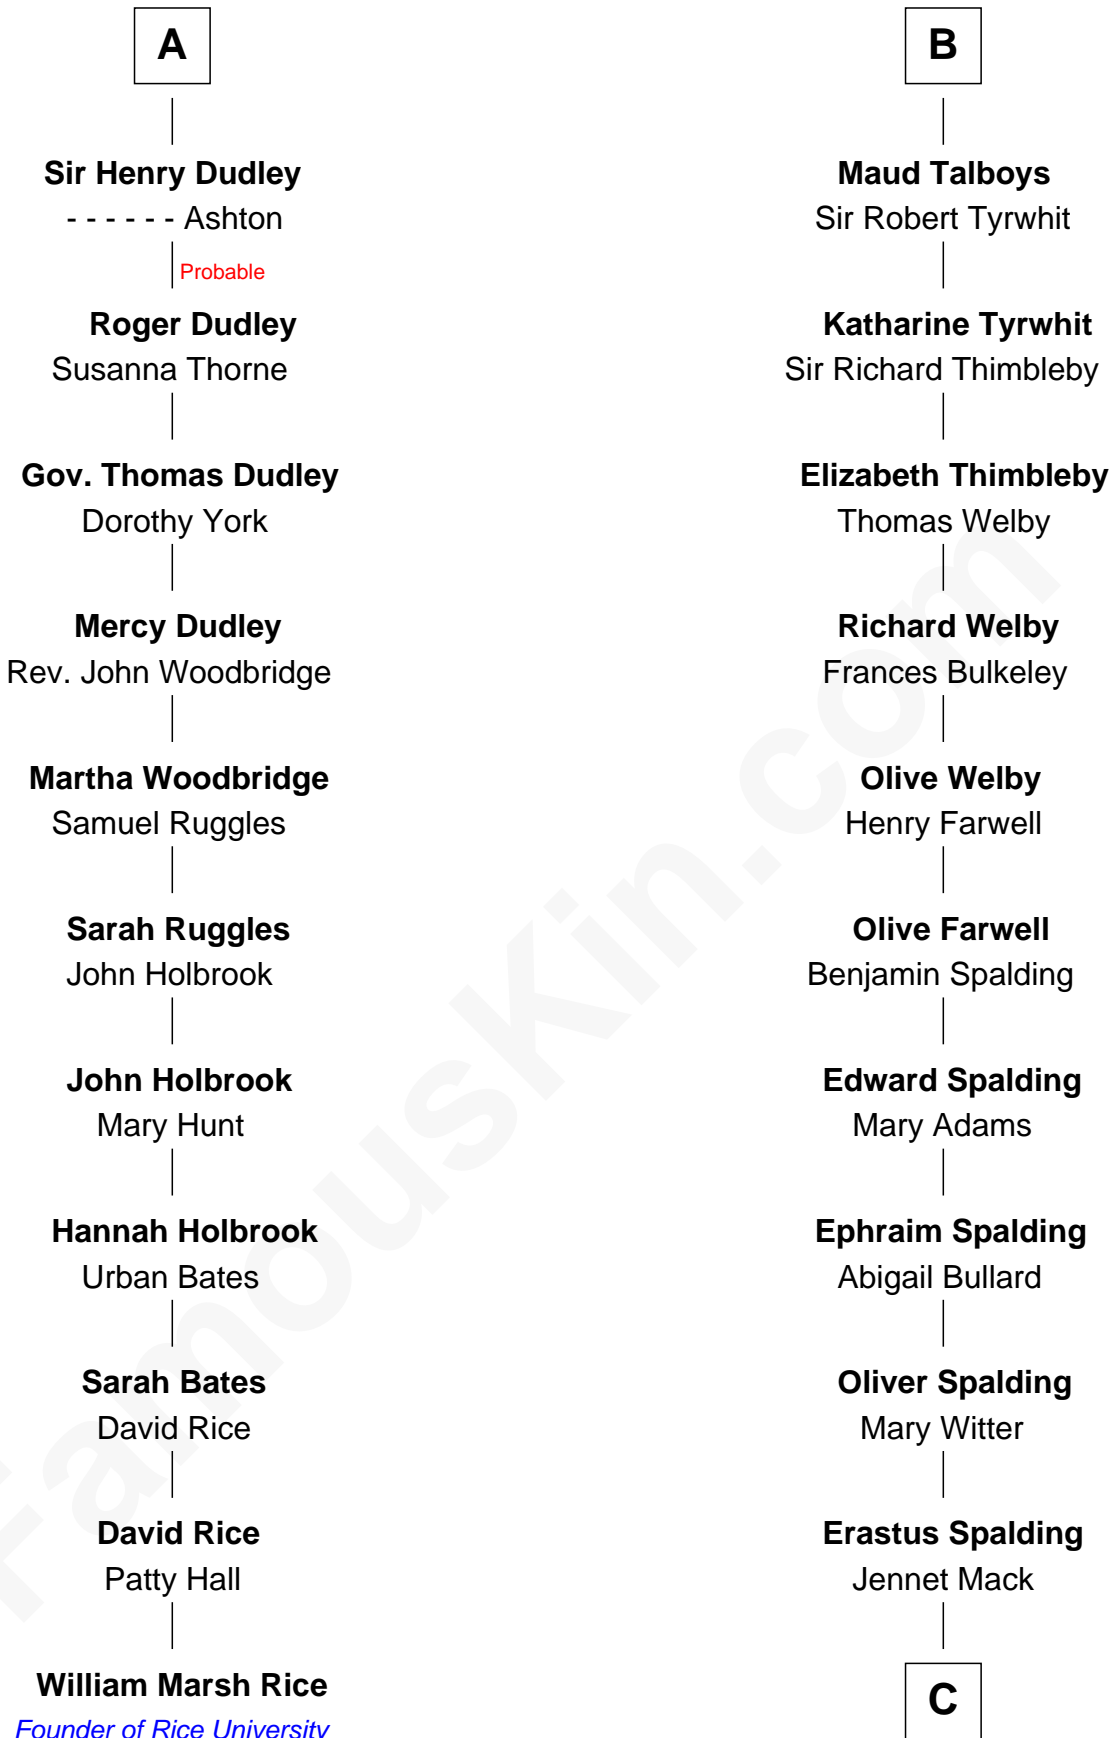 A
Sir Henry Dudley
- - - - - - Ashton
Probable
Roger Dudley
Susanna Thorne
Gov. Thomas Dudley
Dorothy York
Mercy Dudley
Rev. John Woodbridge
Martha Woodbridge
Samuel Ruggles
Sarah Ruggles
John Holbrook
John Holbrook
Mary Hunt
Hannah Holbrook
Urban Bates
Sarah Bates
David Rice
David Rice
Patty Hall
William Marsh Rice
Founder of Rice University
B
Maud Talboys
Sir Robert Tyrwhit
Katharine Tyrwhit
Sir Richard Thimbleby
Elizabeth Thimbleby
Thomas Welby
Richard Welby
Frances Bulkeley
Olive Welby
Henry Farwell
Olive Farwell
Benjamin Spalding
Edward Spalding
Mary Adams
Ephraim Spalding
Abigail Bullard
Oliver Spalding
Mary Witter
Erastus Spalding
Jennet Mack
C
FamousKin.com